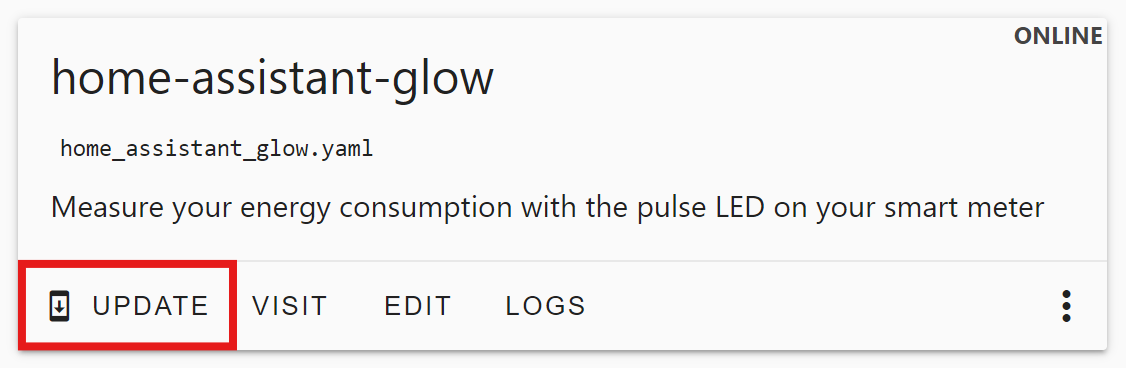 ONLINE
home-assistant-glow
home_assistant_glow.yaml
Measure your energy consumption with the pulse LED on your smart meter
UPDATE VISIT EDIT LOGS